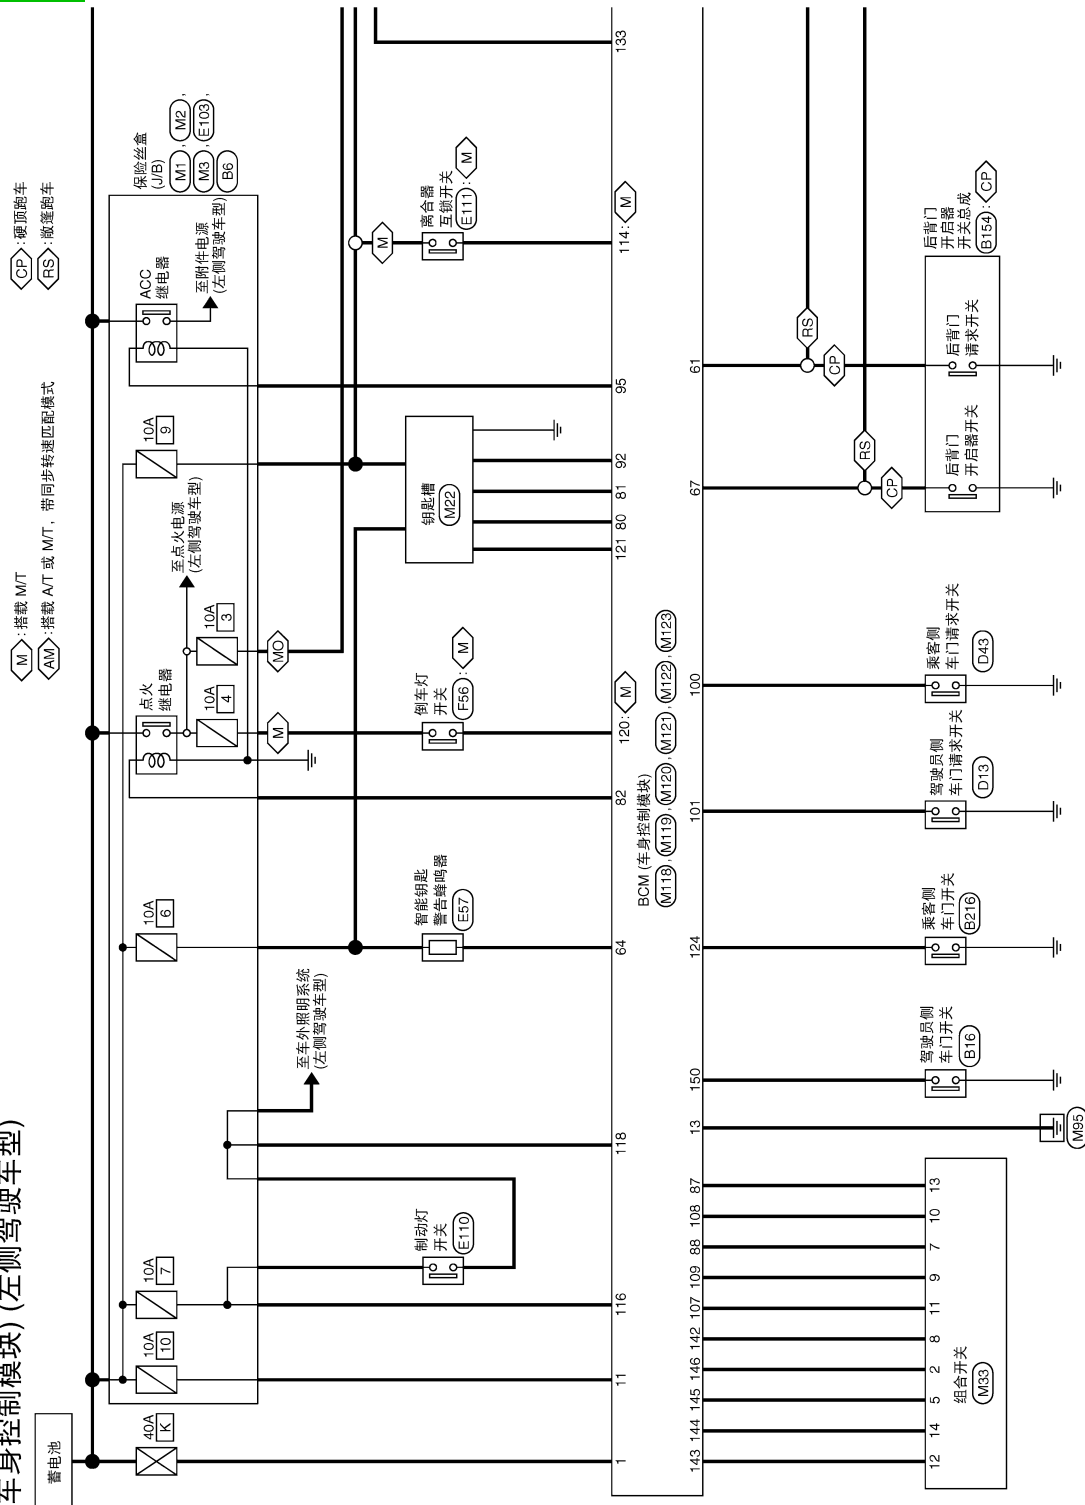 车身控制模块) (左侧驾驶车型)
M
:搭载 M/T
AM
:搭载 A/T 或 M/T，带同步转速匹配模式
CP
:硬顶跑车
RS
:敞篷跑车
蓄电池
40A
K
10A
10
10A
7
10A
6
点火
继电器
10A
4
10A
3
至点火电源
(左侧驾驶车型)
10A
9
ACC
继电器
至附件电源
(左侧驾驶车型)
保险丝盒
(J/B)
M1 , M2 ,
M3 , E103 ,
B6
至车外照明系统
(左侧驾驶车型)
M
MO
M
制动灯
开关
E110
智能钥匙
警告蜂鸣器
E57
倒车灯
开关
F56 : M
钥匙槽
M22
离合器
互锁开关
E111 : M
1
11
116
118
64
82
120: M
121
80
81
92
95
114: M
133
BCM (车身控制模块)
M118 , M119 , M120 , M121 , M122 , M123
143
144
145
146
142
107
109
88
108
87
13
150
124
101
100
67
61
RS
CP
RS
CP
12
14
5
2
8
11
9
7
10
13
组合开关
M33
M95
驾驶员侧
车门开关
B16
乘客侧
车门开关
B216
驾驶员侧
车门请求开关
D13
乘客侧
车门请求开关
D43
后背门
开启器开关
后背门
请求开关
后背门
开启器
开关总成
B154 : CP